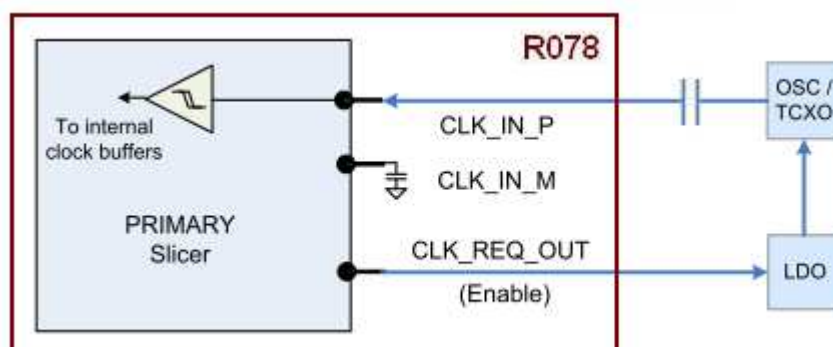 R078
OSC /
TCXO
To internal
clock buffers
CLK_IN_P
CLK_IN_M
PRIMARY
Slicer
CLK_REQ_OUT
(Enable)
LDO